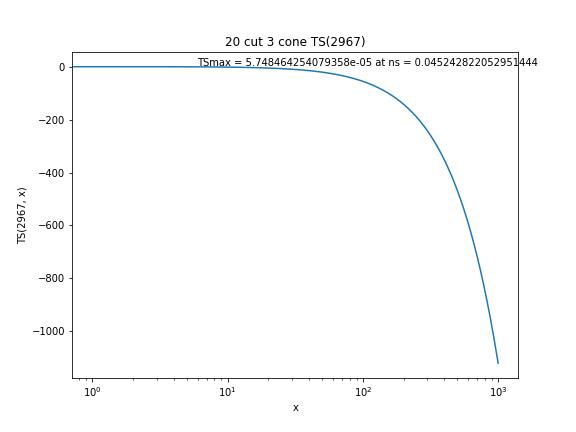 20 cut 3 cone TS(2967)
TSmax = 5.748464254079358e-05 at ns = 0.045242822052951444
0
−200
−400
−600
−800
−1000
TS(2967, x)
10⁰
10¹
10²
10³
x